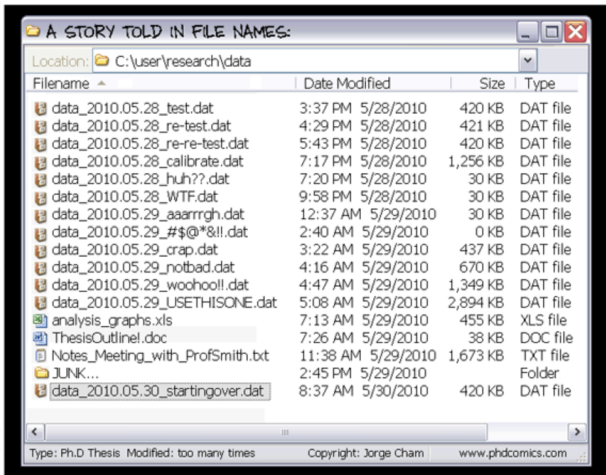 A STORY TOLD IN FILE NAMES:
Location: C:\user\research\data
Filename Date Modified Size Type
data_2010.05.28_test.dat 3:37 PM 5/28/2010 420 KB DAT file
data_2010.05.28_re-test.dat 4:29 PM 5/28/2010 421 KB DAT file
data_2010.05.28_re-re-test.dat 5:43 PM 5/28/2010 420 KB DAT file
data_2010.05.28_calibrate.dat 7:17 PM 5/28/2010 1,256 KB DAT file
data_2010.05.28_huh??.dat 7:20 PM 5/28/2010 30 KB DAT file
data_2010.05.28_WTF.dat 9:58 PM 5/28/2010 30 KB DAT file
data_2010.05.29_aaarrrgh.dat 12:37 AM 5/29/2010 30 KB DAT file
data_2010.05.29_#$@*&!!.dat 2:40 AM 5/29/2010 0 KB DAT file
data_2010.05.29_crap.dat 3:22 AM 5/29/2010 437 KB DAT file
data_2010.05.29_notbad.dat 4:16 AM 5/29/2010 670 KB DAT file
data_2010.05.29_woohoo!!.dat 4:47 AM 5/29/2010 1,349 KB DAT file
data_2010.05.29_USETHISONE.dat 5:08 AM 5/29/2010 2,894 KB DAT file
analysis_graphs.xls 7:13 AM 5/29/2010 455 KB XLS file
ThesisOutline!.doc 7:26 AM 5/29/2010 38 KB DOC file
Notes_Meeting_with_ProfSmith.txt 11:38 AM 5/29/2010 1,673 KB TXT file
JUNK... 2:45 PM 5/29/2010 Folder
data_2010.05.30_startingover.dat 8:37 AM 5/30/2010 420 KB DAT file
Type: Ph.D Thesis Modified: too many times Copyright: Jorge Cham www.phdcomics.com